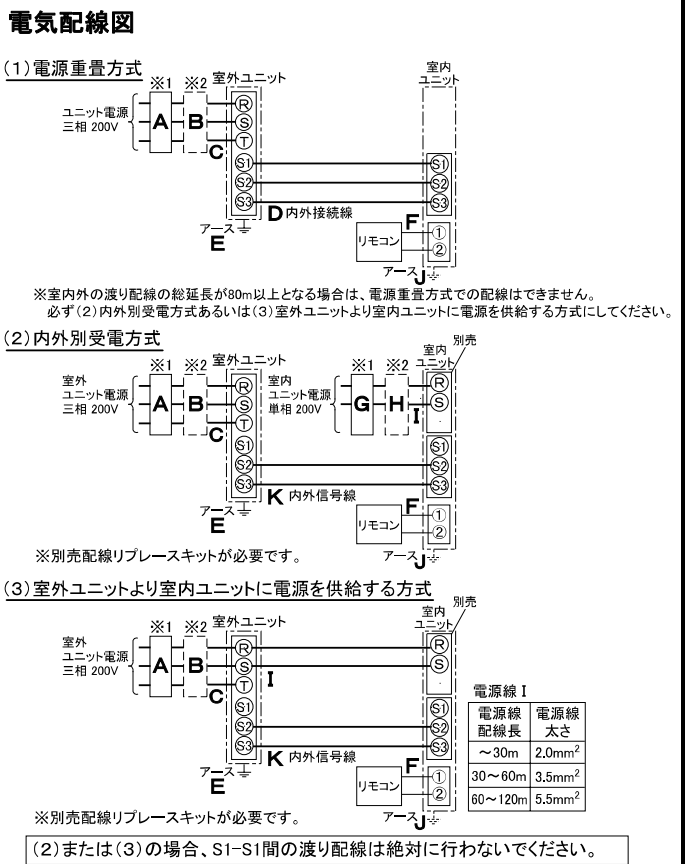 電気配線図
(1)電源重畳方式
※1 ※2 室外ユニット
室内
ユニット
ユニット電源
三相 200V
A B
C
R
S
T
S1
S2
S3
S1
S2
S3
D 内外接続線
アース
E
リモコン
F
①
②
アース J
※室内外の渡り配線の総延長が80m以上となる場合は、電源重畳方式での配線はできません。
必ず(2)内外別受電方式あるいは(3)室外ユニットより室内ユニットに電源を供給する方式にしてください。
(2)内外別受電方式
※1 ※2 室外ユニット
※1 ※2
室内
ユニット
別売
室外
ユニット電源
三相 200V
A B
C
R
S
T
S1
S2
S3
室内
ユニット電源
単相 200V
G H
I
R
S
S1
S2
S3
K 内外信号線
アース
E
リモコン
F
①
②
アース J
※別売配線リプレースキットが必要です。
(3)室外ユニットより室内ユニットに電源を供給する方式
※1 ※2 室外ユニット
室内
ユニット
別売
室外
ユニット電源
三相 200V
A B
C
R
S
T
S1
S2
S3
I
R
S
S1
S2
S3
K 内外信号線
アース
E
リモコン
F
①
②
アース J
電源線 I
電源線 電源線
配線長 太さ
～30m 2.0mm²
30～60m 3.5mm²
60～120m 5.5mm²
※別売配線リプレースキットが必要です。
(2)または(3)の場合、S1-S1間の渡り配線は絶対に行わないでください。